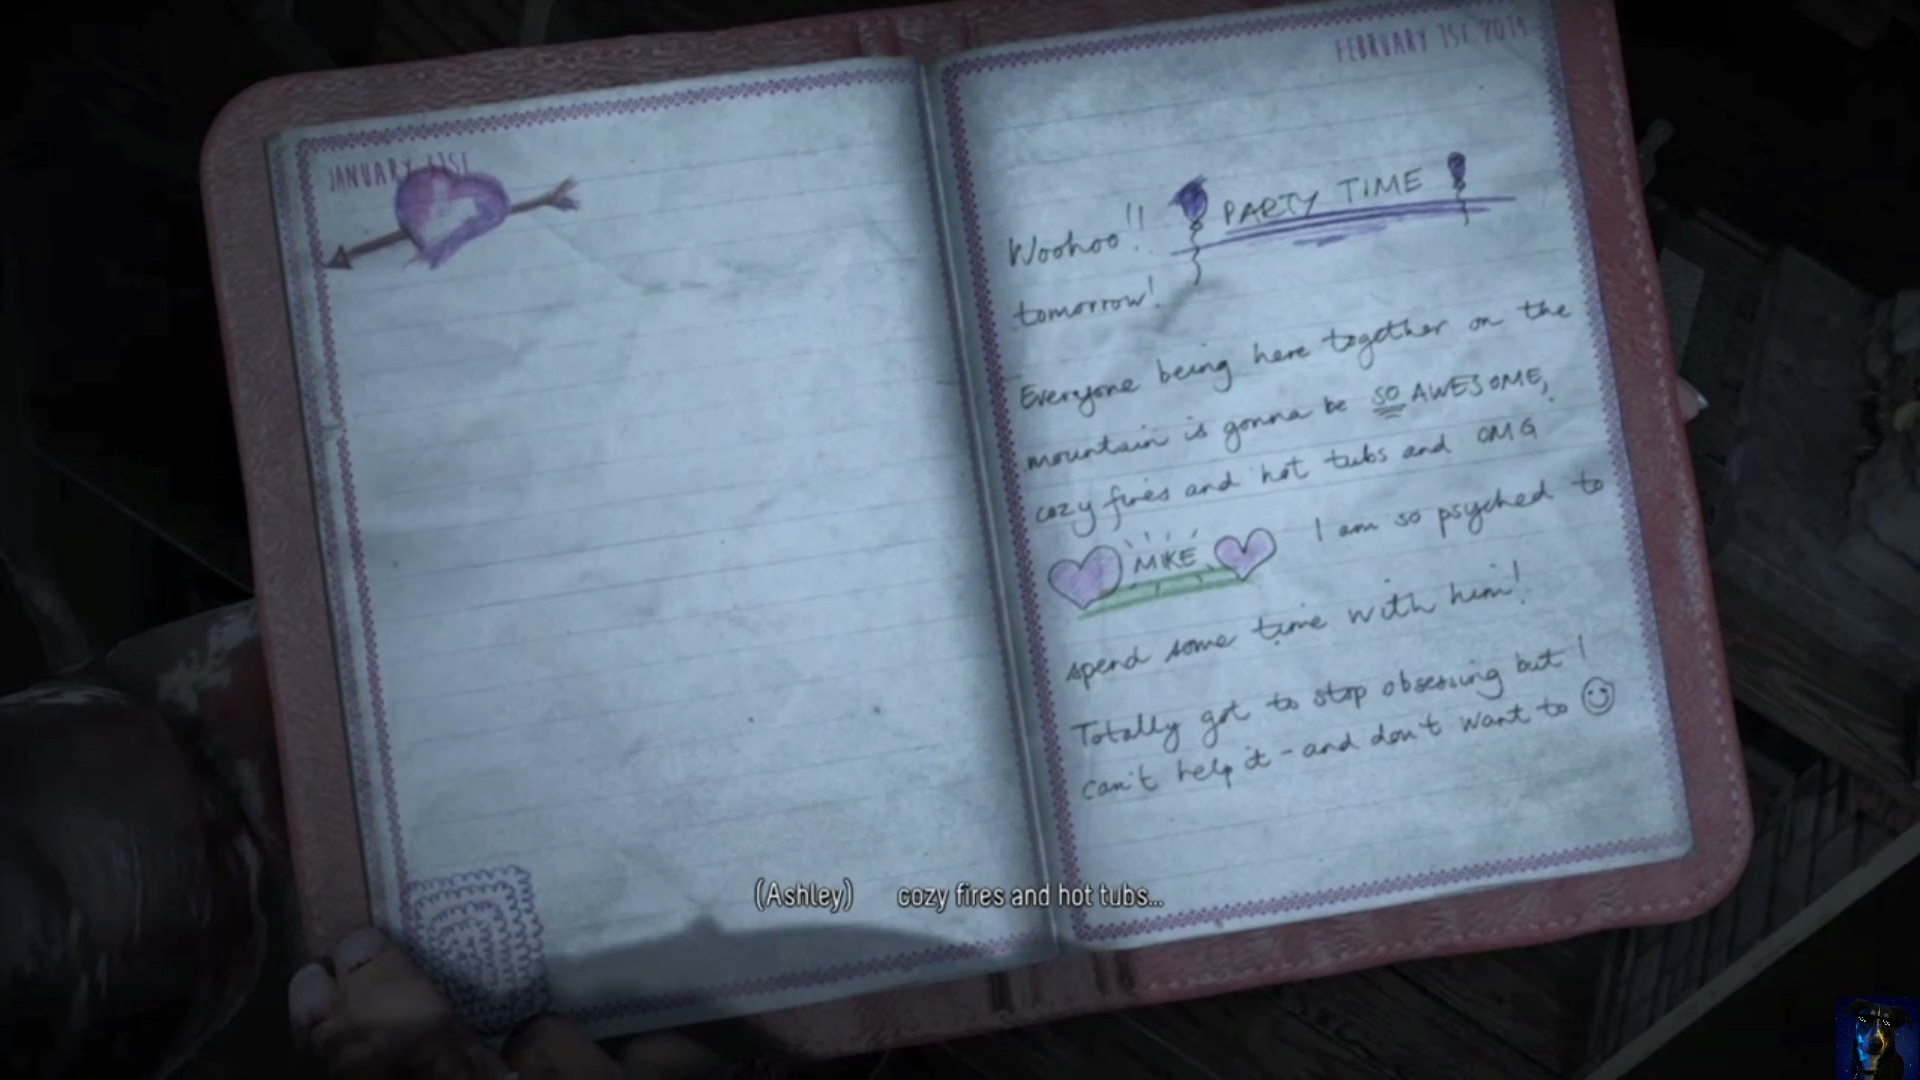 JANUARY 31ST
FEBRUARY 1ST 2014
Woohoo!! PARTY TIME
tomorrow!
Everyone being here together on the
mountain is gonna be SO AWESOME,
cozy fires and hot tubs and OMG
MIKE I am so psyched to
spend some time with him!
Totally got to stop obsessing but I
can't help it - and don't want to
(Ashley) cozy fires and hot tubs...